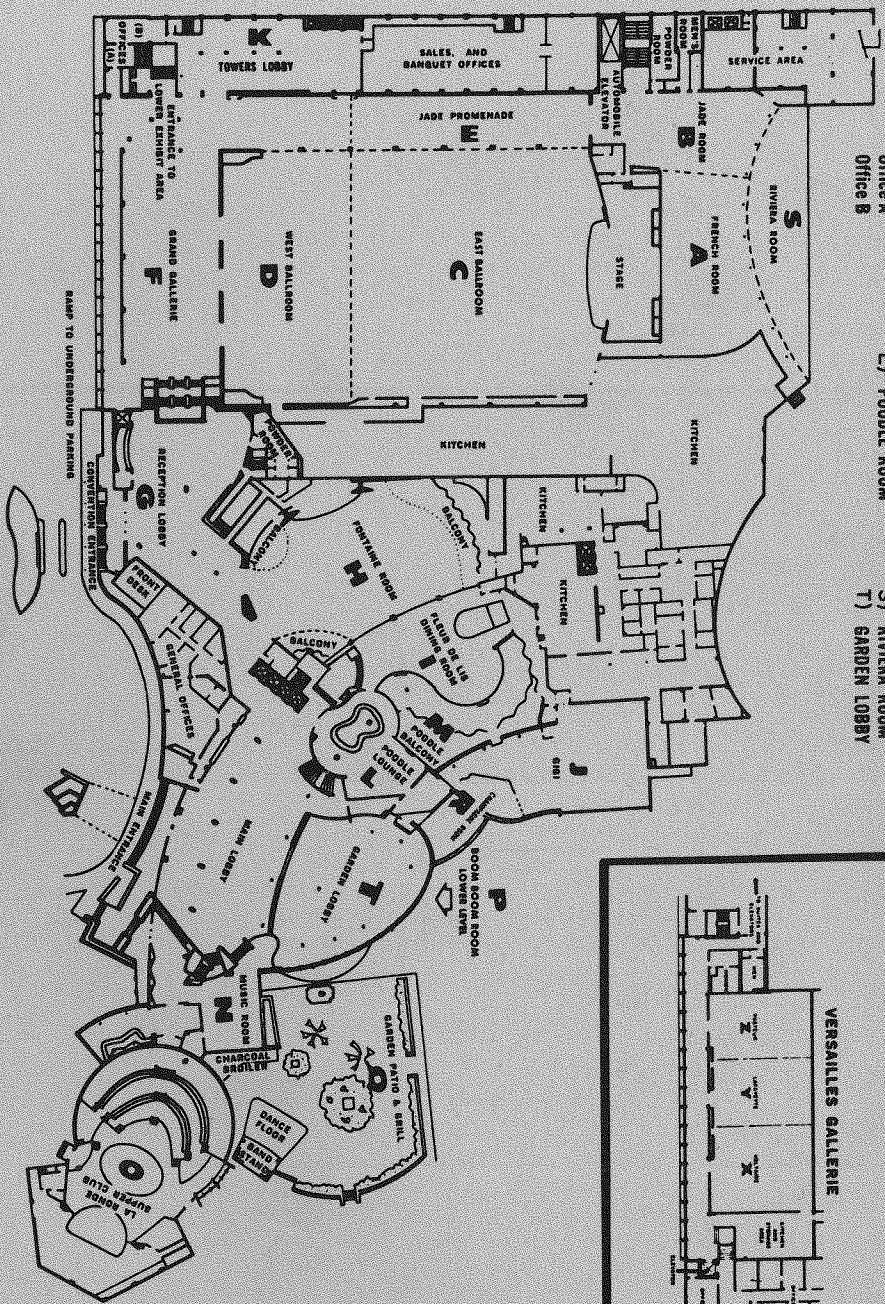 Office B
L) POODLE ROOM
S) RIVIERA ROOM
T) GARDEN LOBBY
(B)
OFFICES
(A)
K
TOWERS LOBBY
SALES, AND
BANQUET OFFICES
AUTOMOBILE
ELEVATOR
POWDER
ROOM
MEN'S
ROOM
SERVICE AREA
ENTRANCE TO
LOWER EXHIBIT AREA
JADE PROMENADE
E
JADE ROOM
B
S
RIVIERA ROOM
GRAND GALLERIE
F
WEST BALLROOM
D
EAST BALLROOM
C
STAGE
A
FRENCH ROOM
RAMP TO UNDERGROUND PARKING
CONVENTION ENTRANCE
RECEPTION LOBBY
G
POWDER
ROOM
KITCHEN
KITCHEN
KITCHEN
KITCHEN
BALCONY
BALCONY
BALCONY
FONTAINE ROOM
H
FRONT
DESK
GENERAL OFFICES
FLEUR DE LIS
DINING ROOM
I
M
POODLE
BALCONY
POODLE
LOUNGE
L
GIGI
J
R
MAIN ENTRANCE
MAIN LOBBY
GARDEN LOBBY
T
P
BOOM BOOM ROOM
LOWER LEVEL
MUSIC ROOM
N
CHARCOAL
BROILER
GARDEN PATIO & GRILL
O
DANCE
FLOOR
BAND
STAND
LA RONDE
SUPPER CLUB
VERSAILLES GALLERIE
Z
Y
X